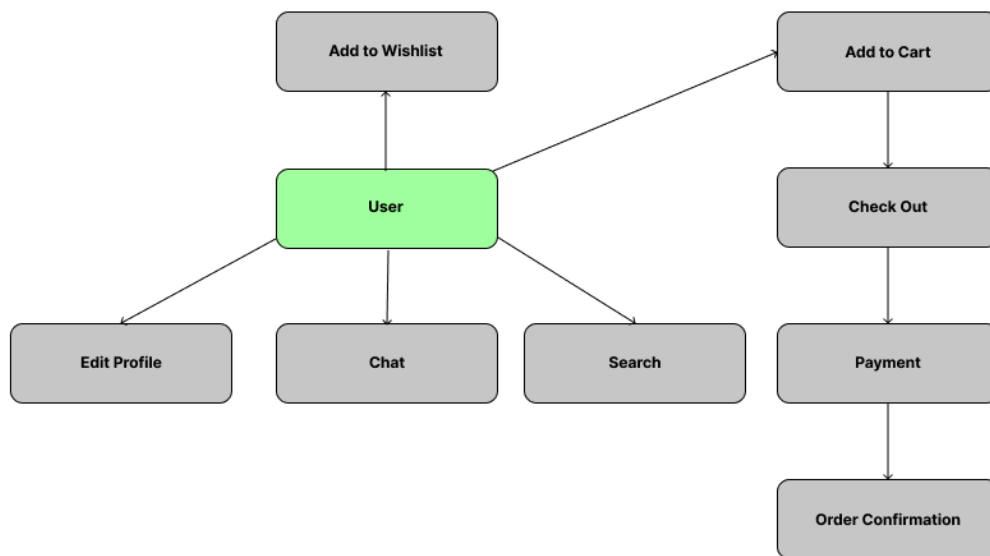 Add to Wishlist
Add to Cart
User
Check Out
Edit Profile
Chat
Search
Payment
Order Confirmation